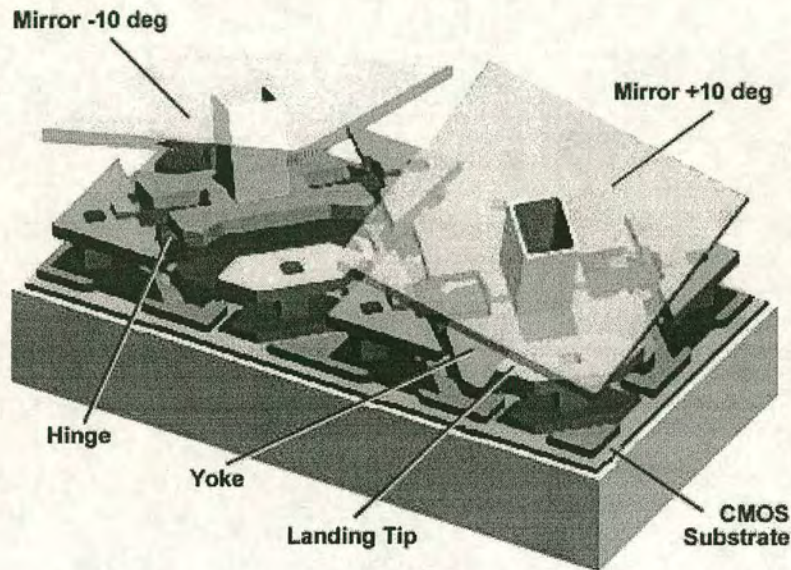 Mirror -10 deg
Mirror +10 deg
Hinge
Yoke
Landing Tip
CMOS
Substrate